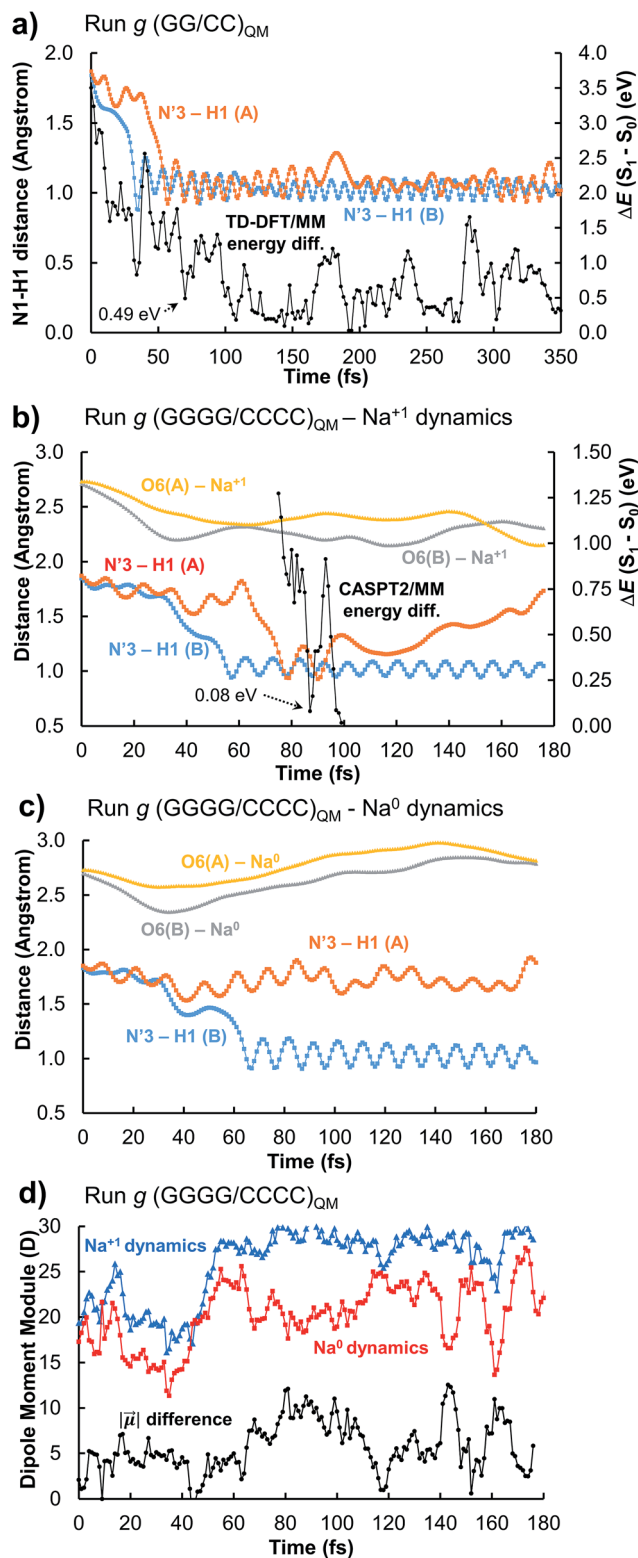 a) Run g (GG/CC)QM
N1-H1 distance (Angstrom)
2.0
1.5
1.0
0.5
0.0
N'3 – H1 (A)
N'3 – H1 (B)
TD-DFT/MM
energy diff.
0.49 eV
4.0
3.5
3.0
2.5
2.0
1.5
1.0
0.5
0.0
ΔE (S1 - S0) (eV)
0 50 100 150 200 250 300 350
Time (fs)
b) Run g (GGGG/CCCC)QM – Na+1 dynamics
Distance (Angstrom)
3.0
2.5
2.0
1.5
1.0
0.5
O6(A) – Na+1
O6(B) – Na+1
N'3 – H1 (A)
CASPT2/MM
energy diff.
N'3 – H1 (B)
0.08 eV
1.50
1.25
1.00
0.75
0.50
0.25
0.00
ΔE (S1 - S0) (eV)
0 20 40 60 80 100 120 140 160 180
Time (fs)
c) Run g (GGGG/CCCC)QM - Na0 dynamics
Distance (Angstrom)
3.0
2.5
2.0
1.5
1.0
0.5
O6(A) – Na0
O6(B) – Na0
N'3 – H1 (A)
N'3 – H1 (B)
0 20 40 60 80 100 120 140 160 180
Time (fs)
d) Run g (GGGG/CCCC)QM
Dipole Moment Module (D)
30
25
20
15
10
5
0
Na+1 dynamics
Na0 dynamics
|μ⃗| difference
0 20 40 60 80 100 120 140 160 180
Time (fs)